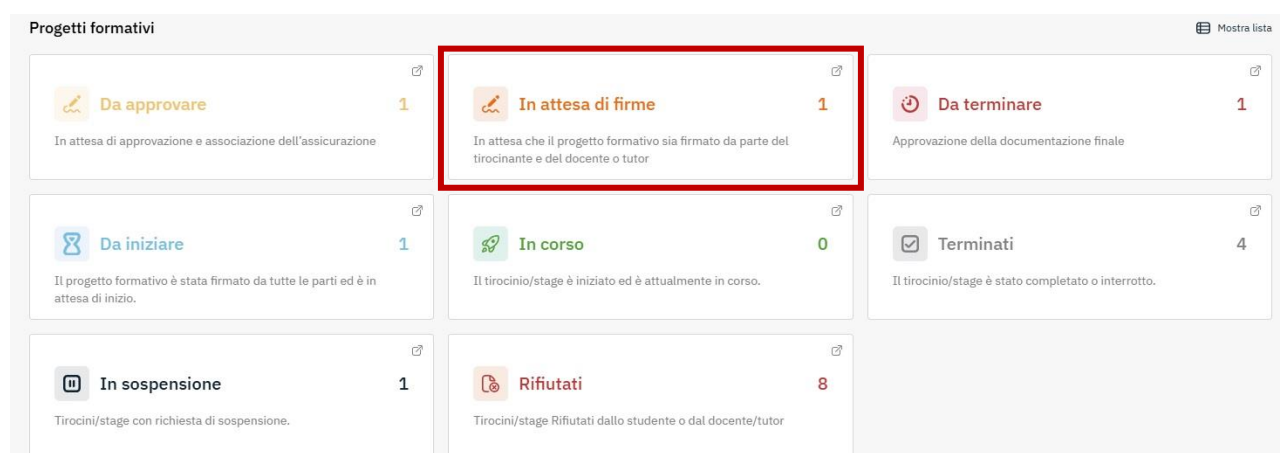 Progetti formativi
Mostra lista
Da approvare 1
In attesa di approvazione e associazione dell'assicurazione
In attesa di firme 1
In attesa che il progetto formativo sia firmato da parte del
tirocinante e del docente o tutor
Da terminare 1
Approvazione della documentazione finale
Da iniziare 1
Il progetto formativo è stata firmato da tutte le parti ed è in
attesa di inizio.
In corso 0
Il tirocinio/stage è iniziato ed è attualmente in corso.
Terminati 4
Il tirocinio/stage è stato completato o interrotto.
In sospensione 1
Tirocini/stage con richiesta di sospensione.
Rifiutati 8
Tirocini/stage Rifiutati dallo studente o dal docente/tutor